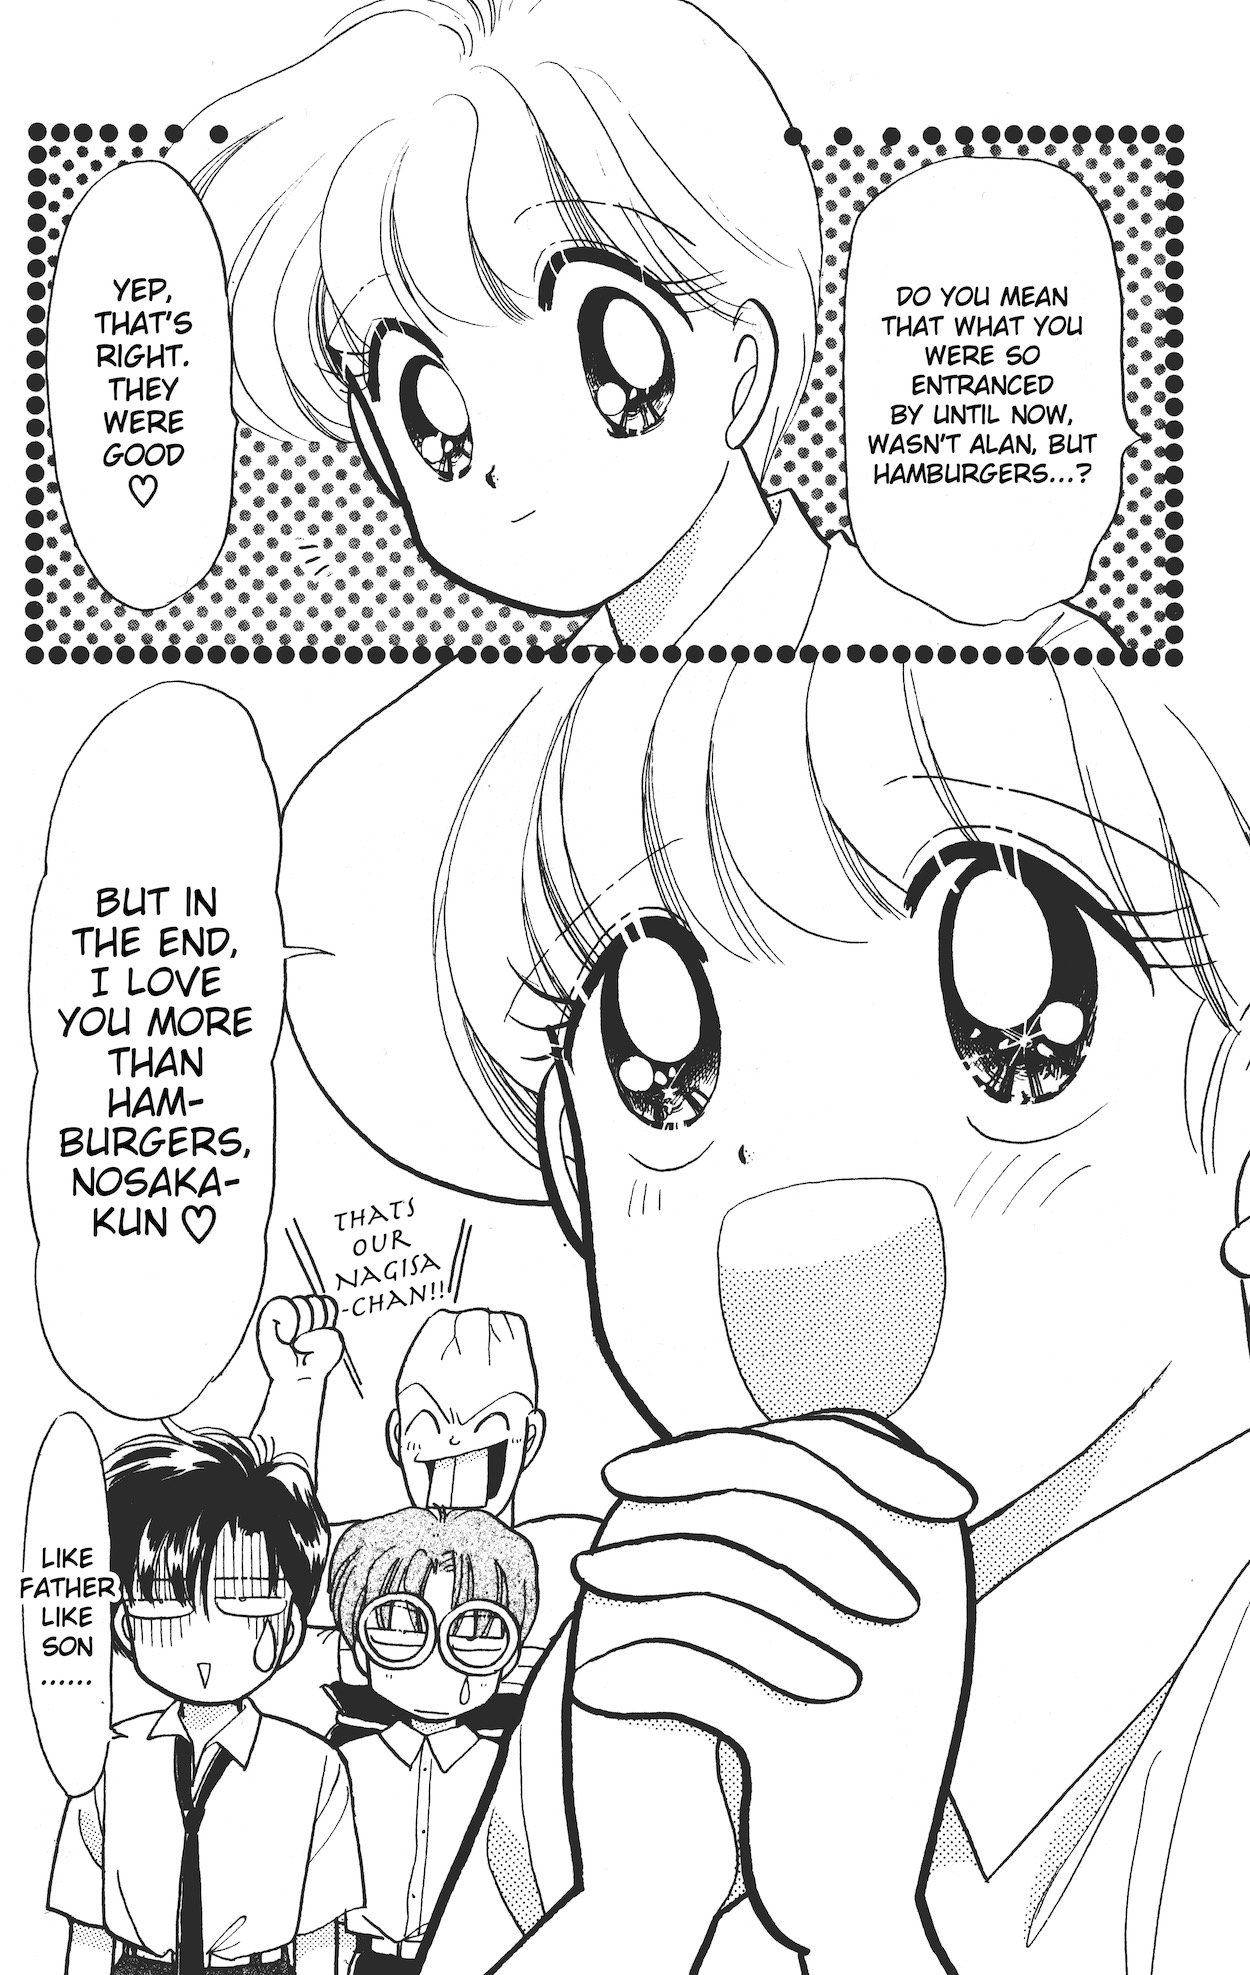 DO YOU MEAN
THAT WHAT YOU
WERE SO
ENTRANCED
BY UNTIL NOW,
WASN'T ALAN, BUT
HAMBURGERS...?
YEP,
THAT'S
RIGHT.
THEY
WERE
GOOD
♡
BUT IN
THE END,
I LOVE
YOU MORE
THAN
HAM-
BURGERS,
NOSAKA-
KUN ♡
THATS
OUR
NAGISA
-CHAN!!
LIKE
FATHER
LIKE
SON
......